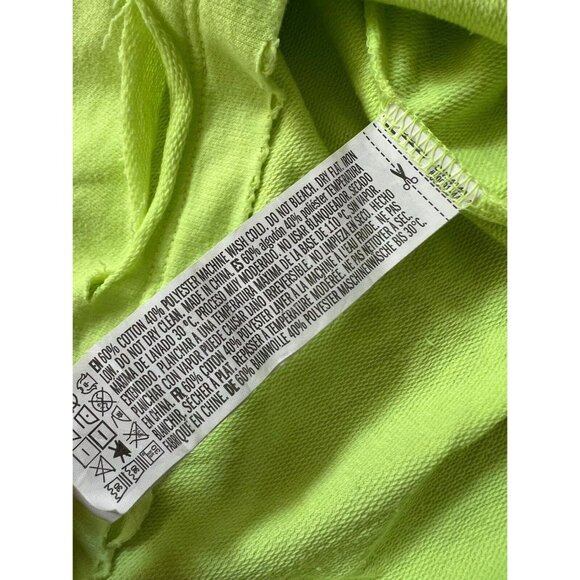 EN 60% COTTON 40% POLYESTER MACHINE WASH COLD. DO NOT BLEACH. DRY FLAT. IRON
LOW. DO NOT DRY CLEAN. MADE IN CHINA. ES 60% algodón 40% poliéster TEMPERATURA
MÁXIMA DE LAVADO 30 ºC, PROCESO MUY MODERADO. NO USAR BLANQUEADOR. SECADO
EXTENDIDO. PLANCHAR A UNA TEMPERATURA MÁXIMA DE LA BASE DE 110 ºC SIN VAPOR.
PLANCHAR CON VAPOR PUEDE CAUSAR DAÑO IRREVERSIBLE. NO LIMPIEZA EN SECO. HECHO
EN CHINA. FR 60% COTON 40% POLYESTER LAVER À LA MACHINE À L'EAU FROIDE. NE PAS
BLANCHIR. SÉCHER À PLAT. REPASSER À TEMPÉRATURE MODÉRÉE. NE PAS NETTOYER À SEC.
FABRIQUÉ EN CHINE DE 60% BAUMWOLLE 40% POLYESTER MASCHINENWÄSCHE BIS 30°C.